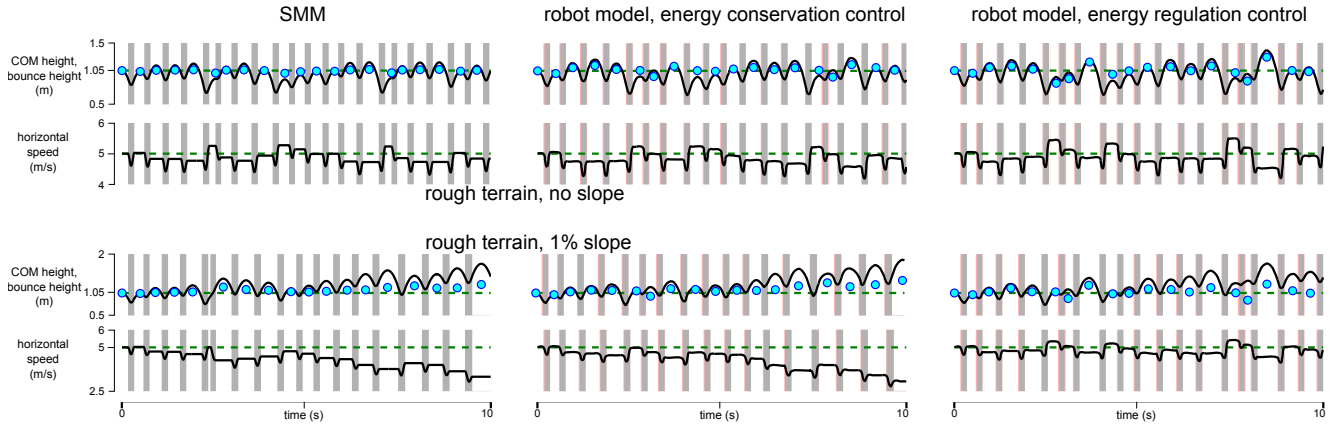 SMM
robot model, energy conservation control
robot model, energy regulation control
COM height,
bounce height
(m)
1.5
1.05
0.5
horizontal
speed
(m/s)
6
5
4
rough terrain, no slope
rough terrain, 1% slope
COM height,
bounce height
(m)
2
1.05
0.5
horizontal
speed
(m/s)
6
5
2.5
0 time (s) 10
0 time (s) 10
0 time (s) 10